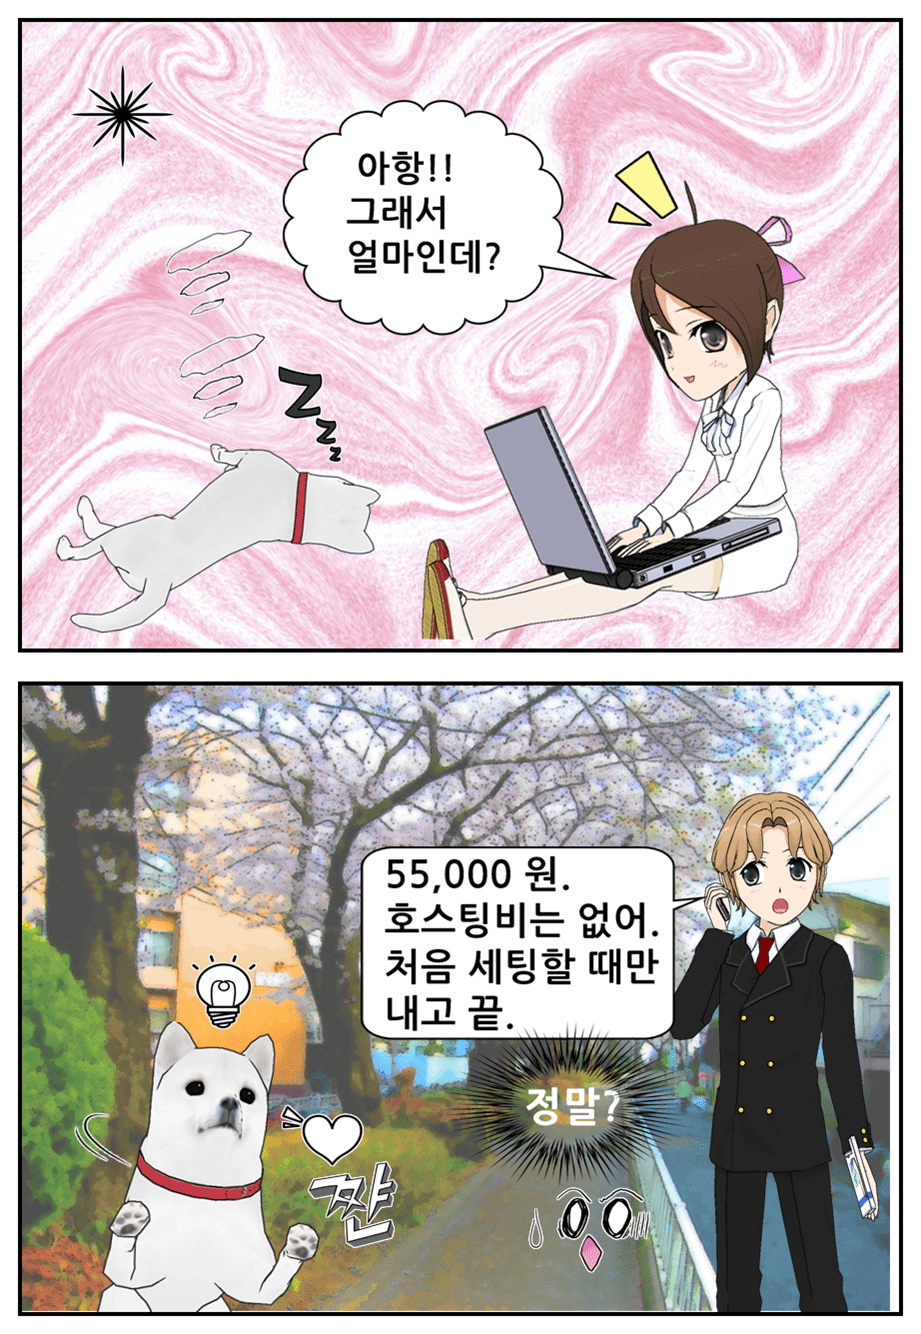 아항!!
그래서
얼마인데?
Z
z
z
55,000 원.
호스팅비는 없어.
처음 세팅할 때만
내고 끝.
정말?
짠